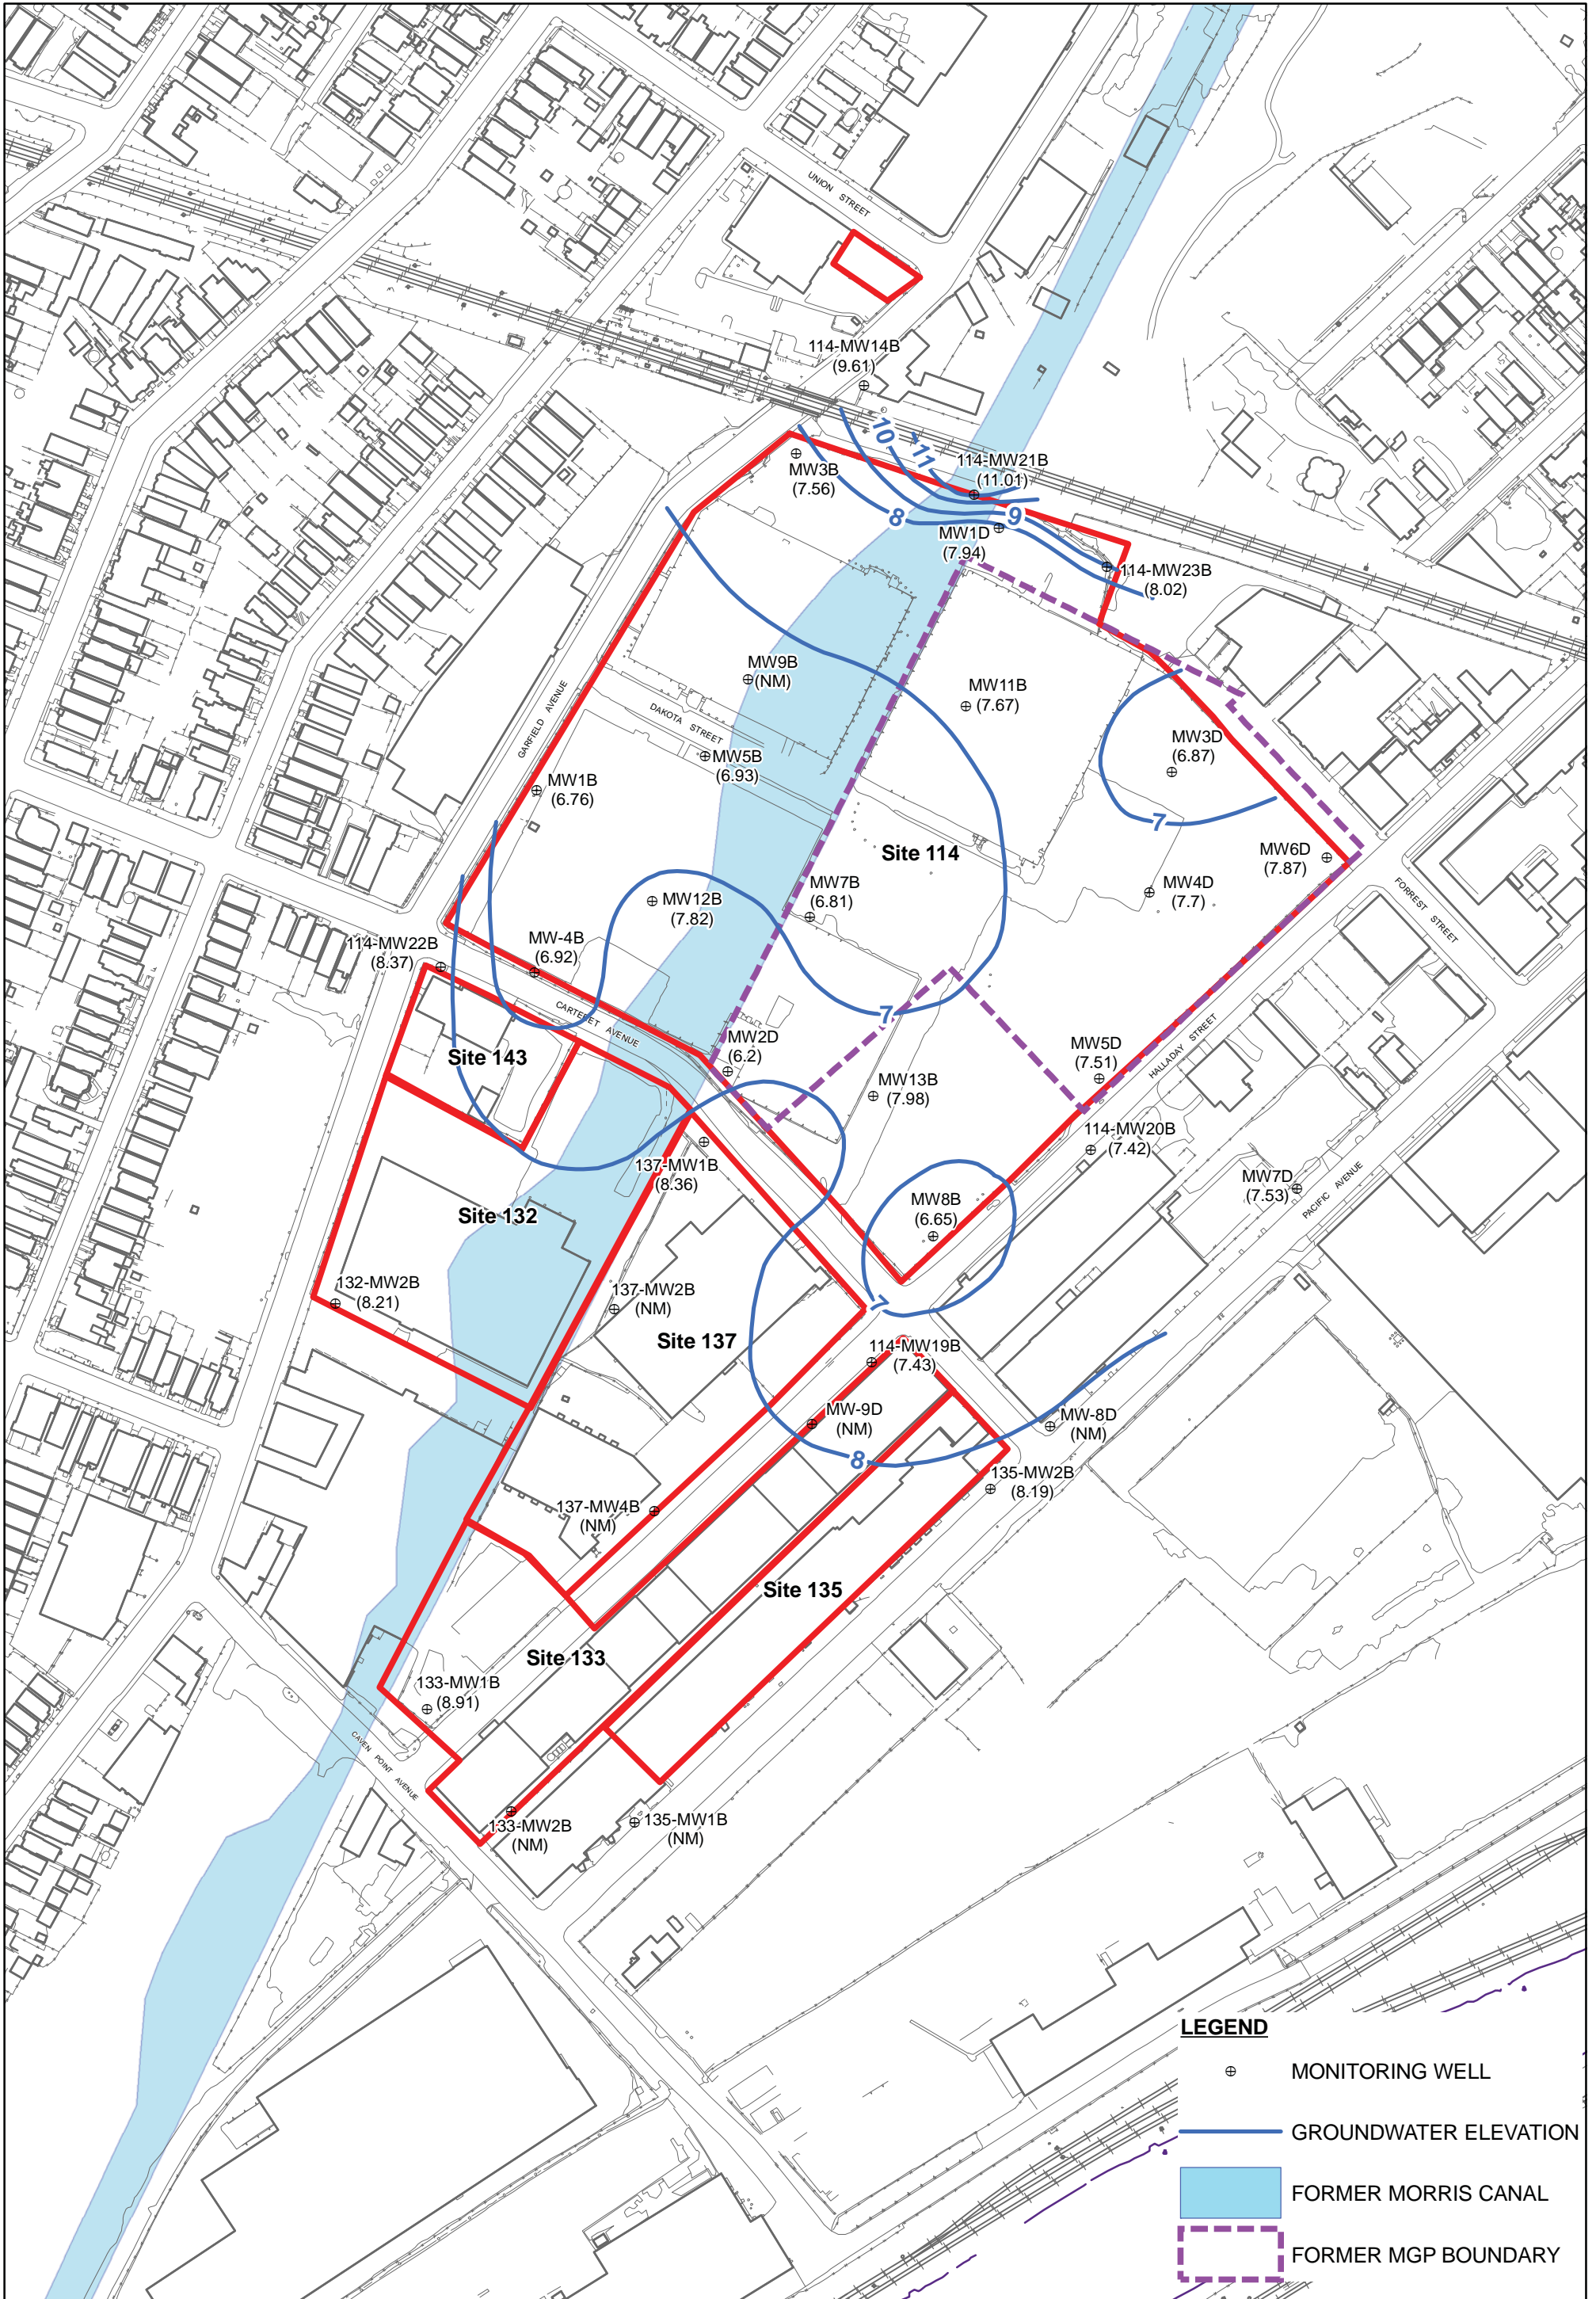 UNION STREET
114-MW14B
(9.61)
10
11
114-MW21B
(11.01)
MW3B
(7.56)
8
9
MW1D
(7.94)
114-MW23B
(8.02)
MW9B
(NM)
MW11B
(7.67)
GARFIELD AVENUE
DAKOTA STREET
MW3D
(6.87)
MW5B
(6.93)
MW1B
(6.76)
7
Site 114
MW6D
(7.87)
MW7B
(6.81)
MW4D
(7.7)
MW12B
(7.82)
FORREST STREET
114-MW22B
(8.37)
MW-4B
(6.92)
CARTERET AVENUE
7
Site 143
MW2D
(6.2)
MW5D
(7.51)
HALLADAY STREET
MW13B
(7.98)
114-MW20B
(7.42)
137-MW1B
(8.36)
MW7D
(7.53)
PACIFIC AVENUE
Site 132
MW8B
(6.65)
132-MW2B
(8.21)
137-MW2B
(NM)
7
Site 137
114-MW19B
(7.43)
MW-9D
(NM)
MW-8D
(NM)
8
135-MW2B
(8.19)
137-MW4B
(NM)
Site 135
Site 133
133-MW1B
(8.91)
CAVEN POINT AVENUE
133-MW2B
(NM)
135-MW1B
(NM)
LEGEND
MONITORING WELL
GROUNDWATER ELEVATION
FORMER MORRIS CANAL
FORMER MGP BOUNDARY